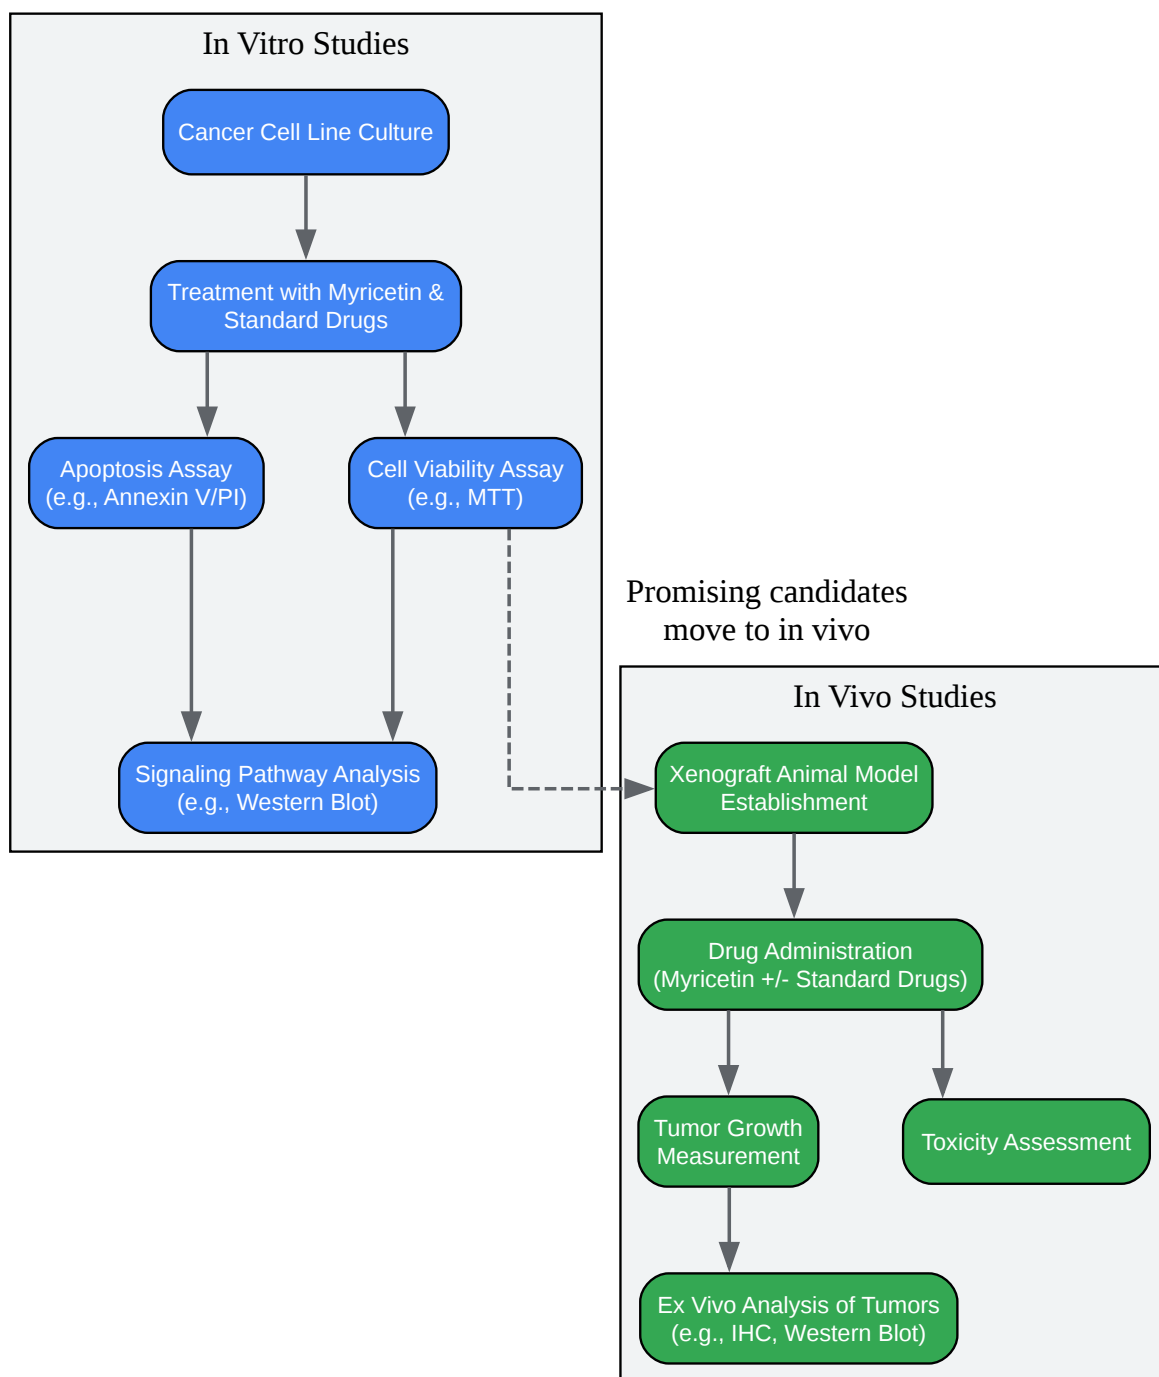 In Vitro Studies
Cancer Cell Line Culture
Treatment with Myricetin &
Standard Drugs
Apoptosis Assay
(e.g., Annexin V/PI)
Cell Viability Assay
(e.g., MTT)
Signaling Pathway Analysis
(e.g., Western Blot)
Promising candidates
move to in vivo
In Vivo Studies
Xenograft Animal Model
Establishment
Drug Administration
(Myricetin +/- Standard Drugs)
Tumor Growth
Measurement
Toxicity Assessment
Ex Vivo Analysis of Tumors
(e.g., IHC, Western Blot)